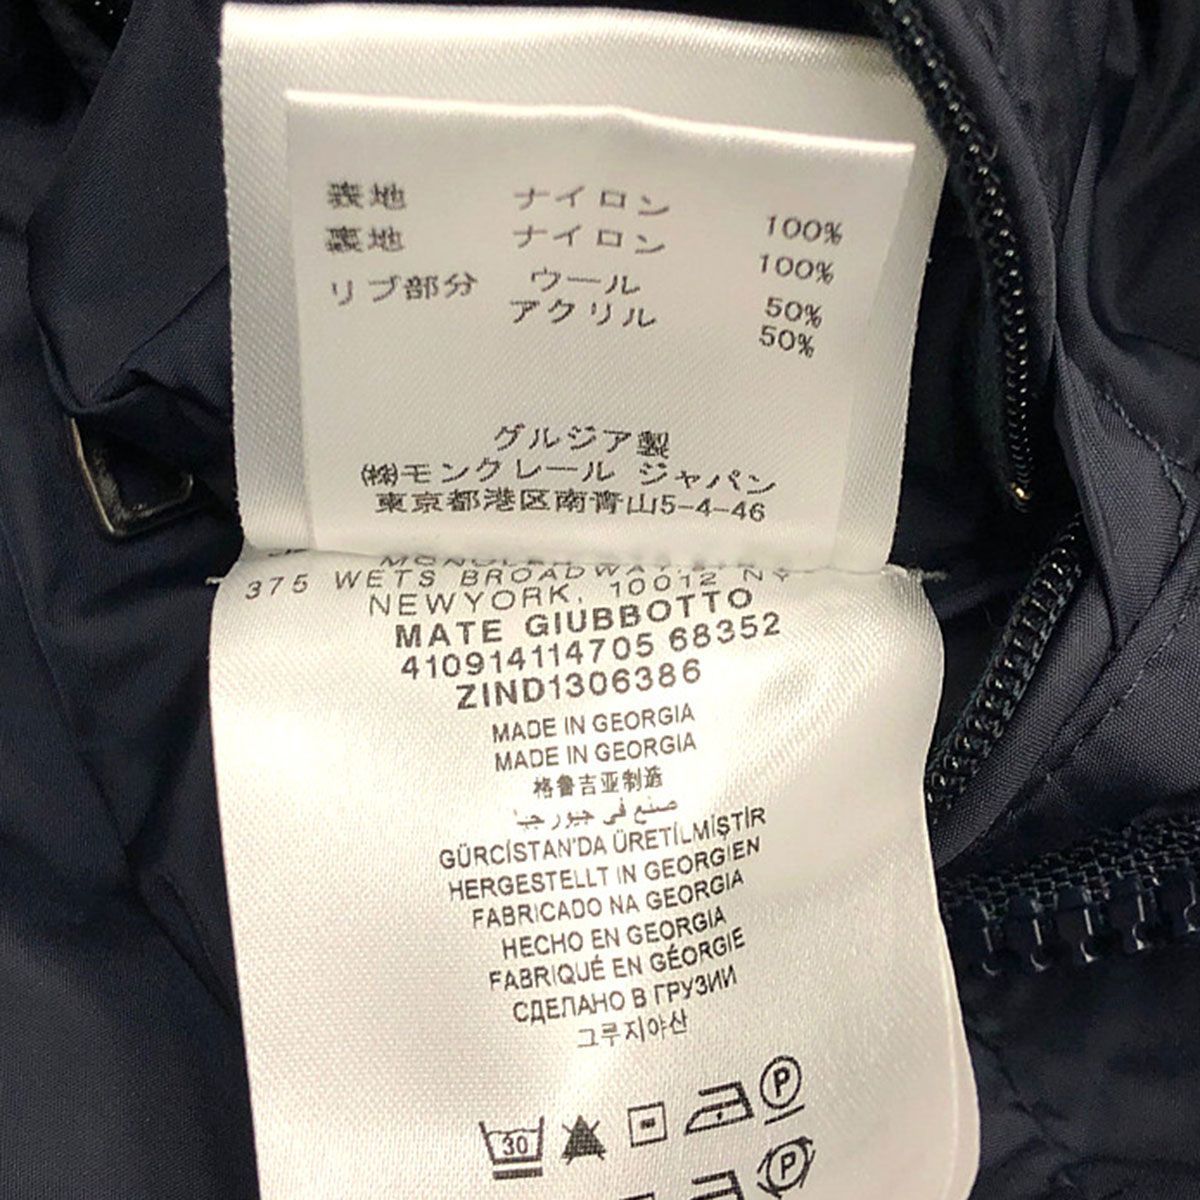 表地 ナイロン 100%
裏地 ナイロン 100%
リブ部分 ウール 50%
アクリル 50%
グルジア製
㈱モンクレール ジャパン
東京都港区南青山5-4-46
375 WETS BROADWAY
NEWYORK, 10012 NY
MATE GIUBBOTTO
410914114705 68352
ZIND1306386
MADE IN GEORGIA
MADE IN GEORGIA
格鲁吉亚制造
صنع في جورجيا
GÜRCİSTAN'DA ÜRETİLMİŞTİR
HERGESTELLT IN GEORGIEN
FABRICADO NA GEORGIA
HECHO EN GEORGIA
FABRIQUÉ EN GÉORGIE
СДЕЛАНО В ГРУЗИИ
그루지야산
30 P
P